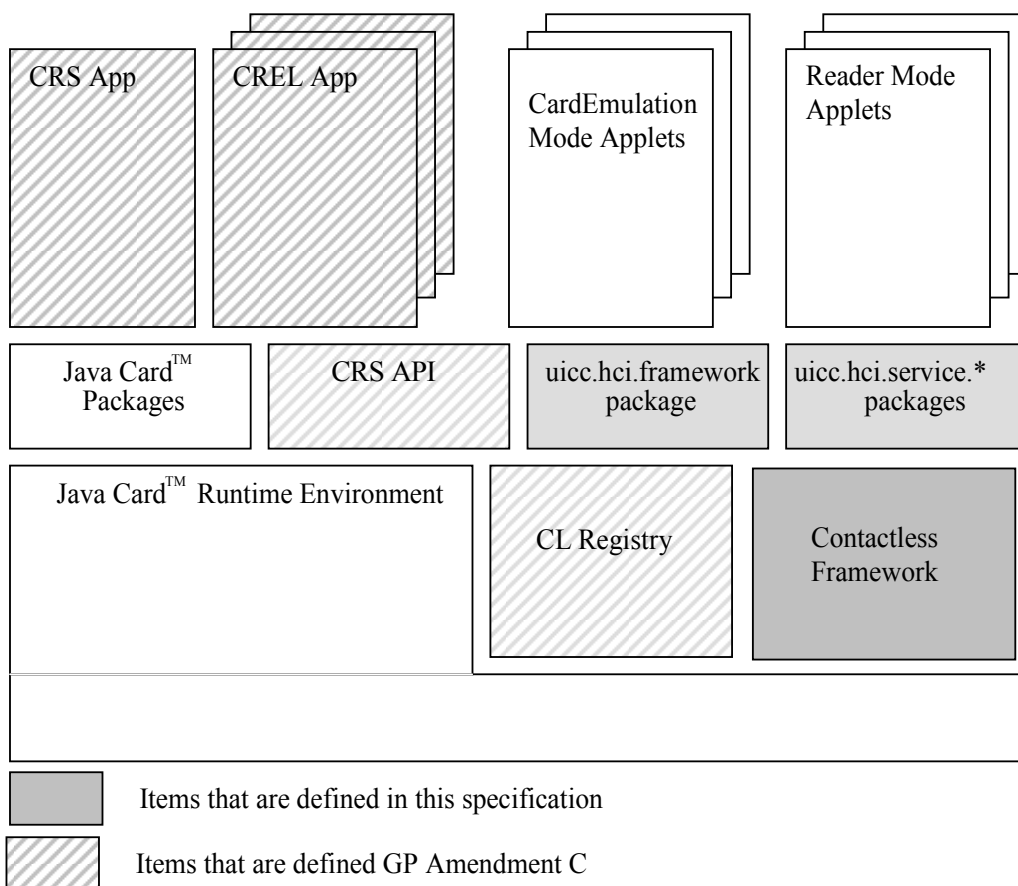 CRS App
CREL App
CardEmulation
Mode Applets
Reader Mode
Applets
Java Card™
Packages
CRS API
uicc.hci.framework
package
uicc.hci.service.*
packages
Java Card™ Runtime Environment
CL Registry
Contactless
Framework
Items that are defined in this specification
Items that are defined GP Amendment C